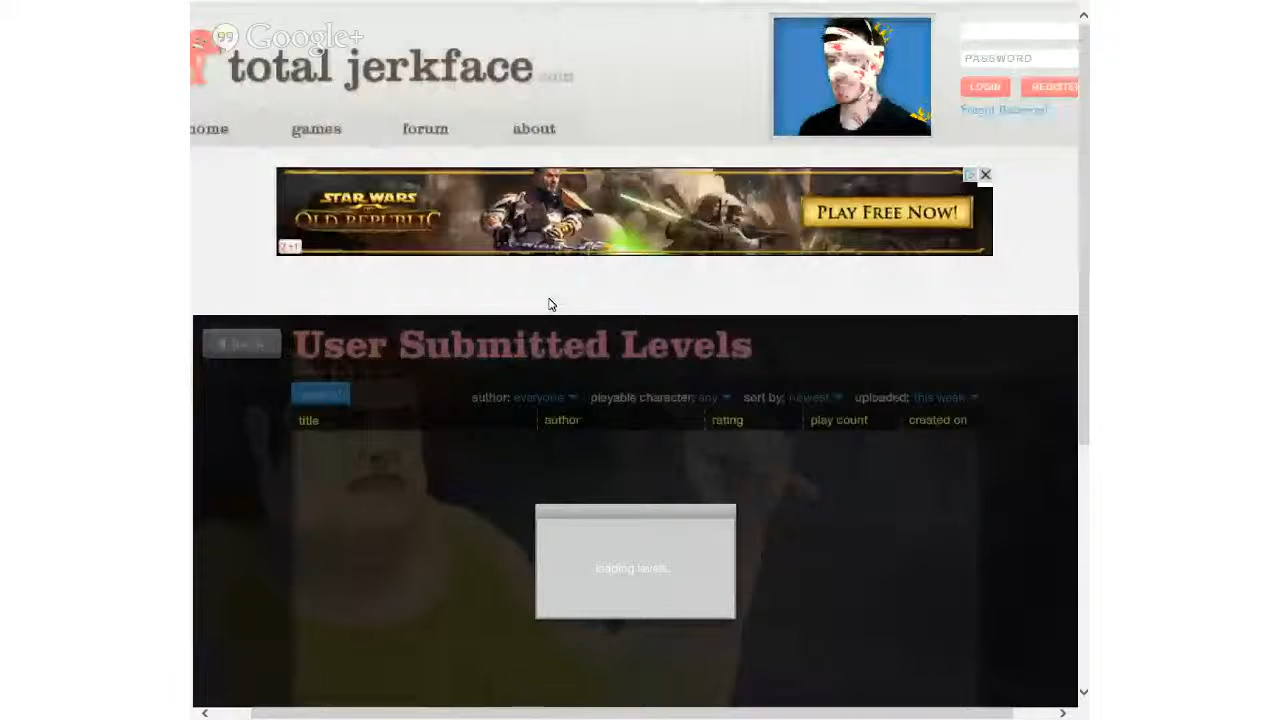 Google+
total jerkface.com
PASSWORD
LOGIN REGISTER
home games forum about
STAR WARS
OLD REPUBLIC
PLAY FREE NOW!
User Submitted Levels
author: everyone playable character: any sort by: newest uploaded: this week
title author rating play count created on
loading levels.